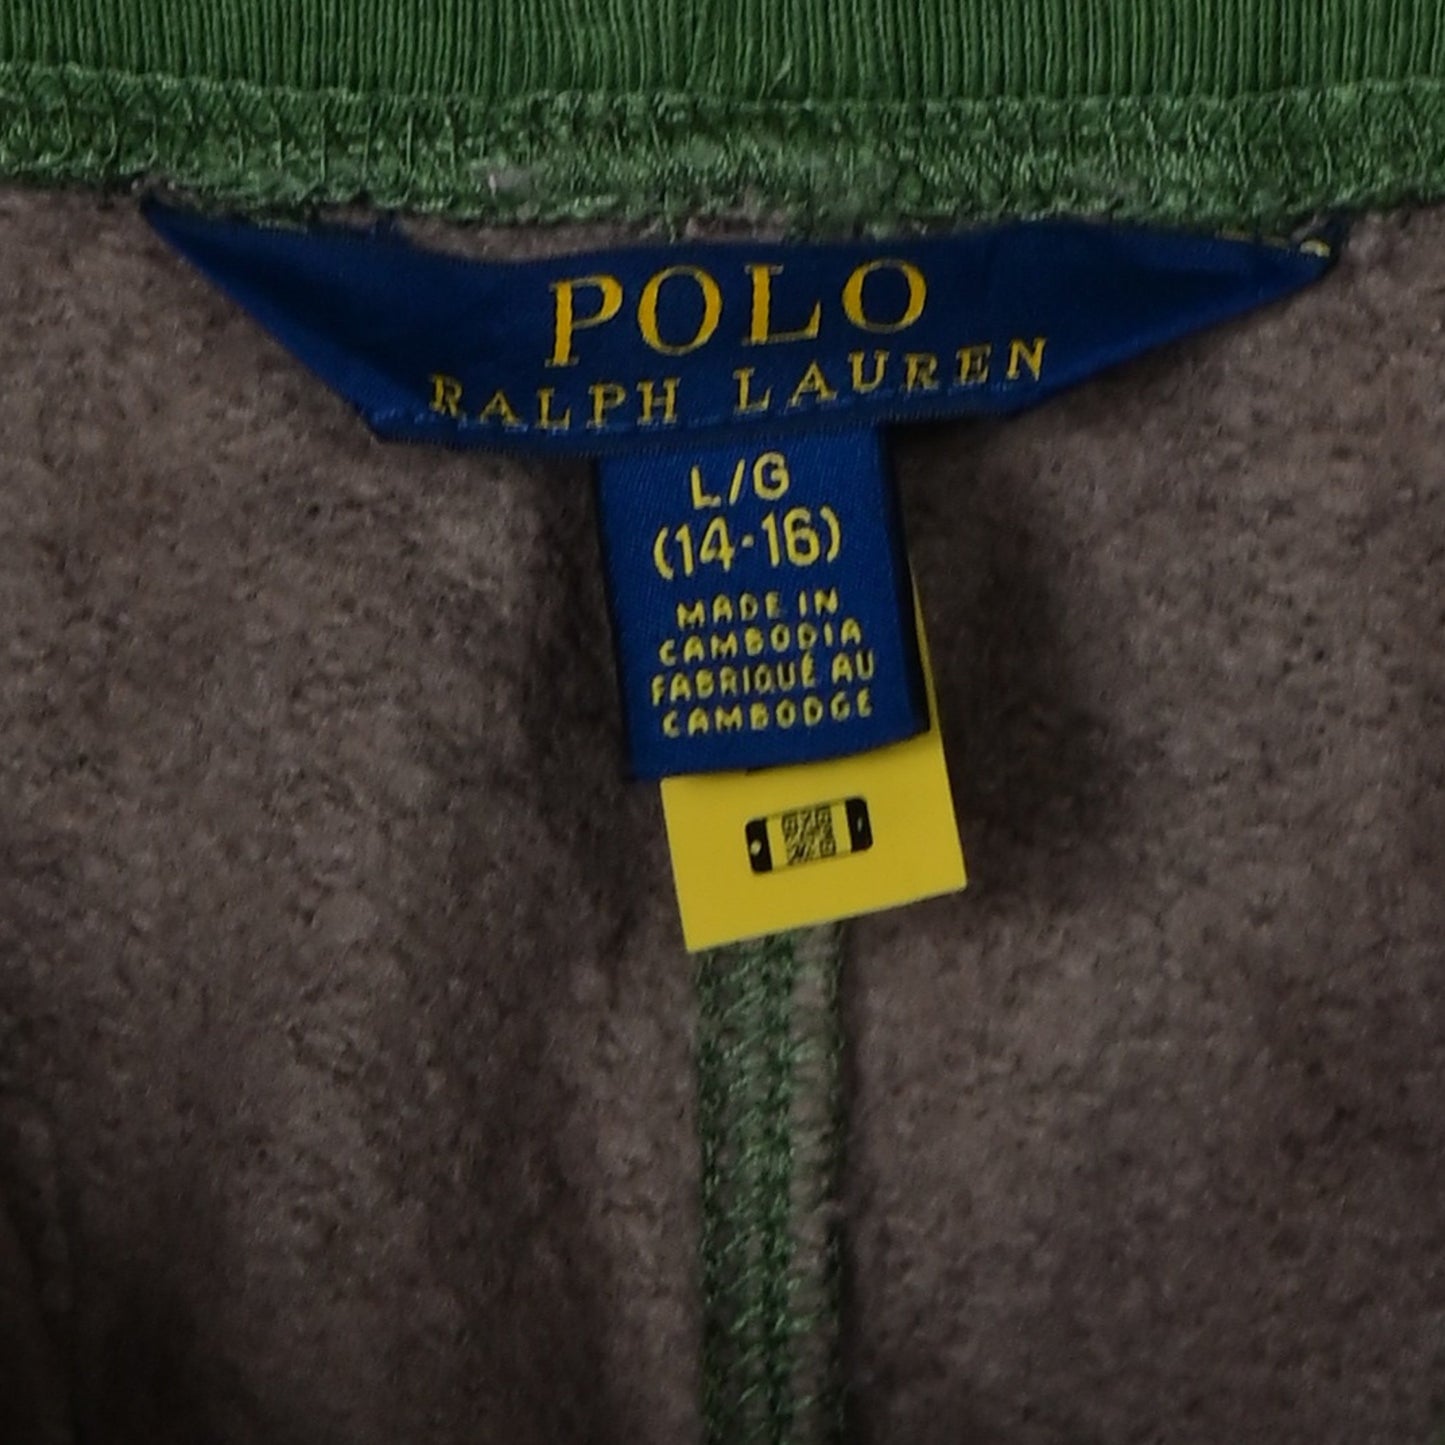 POLO
RALPH LAUREN
L/G
(14-16)
MADE IN
CAMBODIA
FABRIQUÉ AU
CAMBODGE